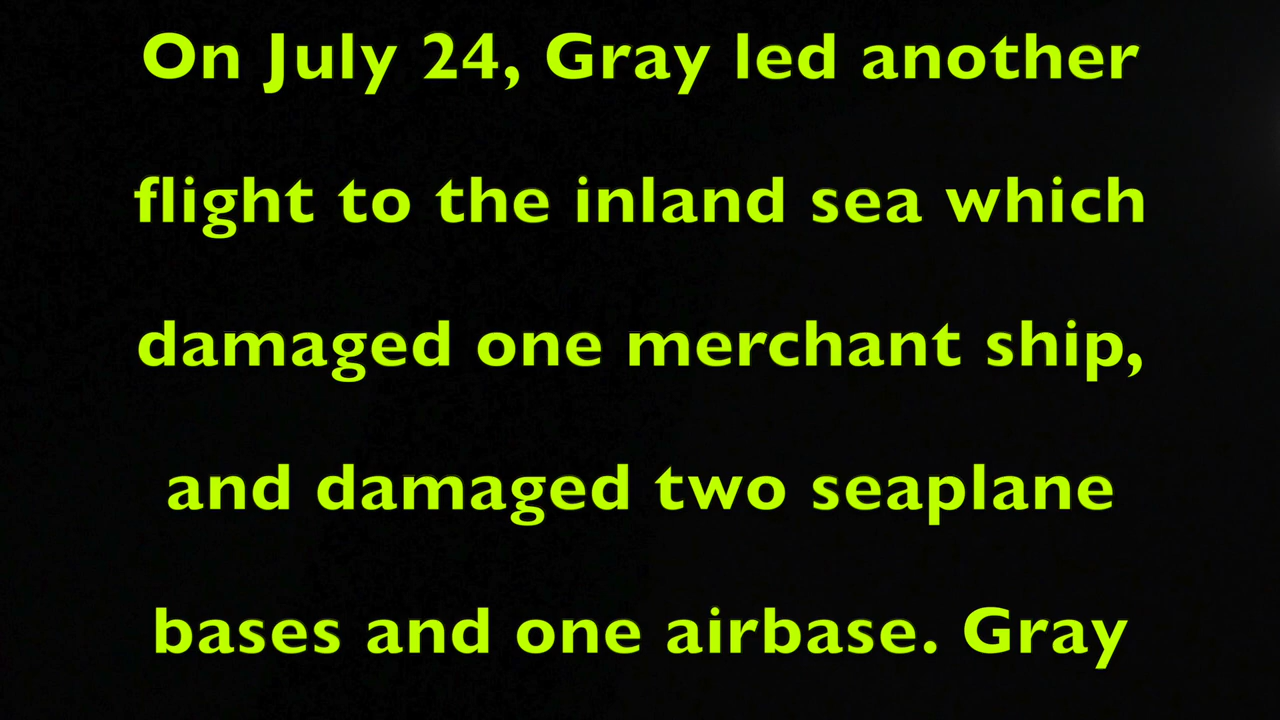 On July 24, Gray led another
flight to the inland sea which
damaged one merchant ship,
and damaged two seaplane
bases and one airbase. Gray